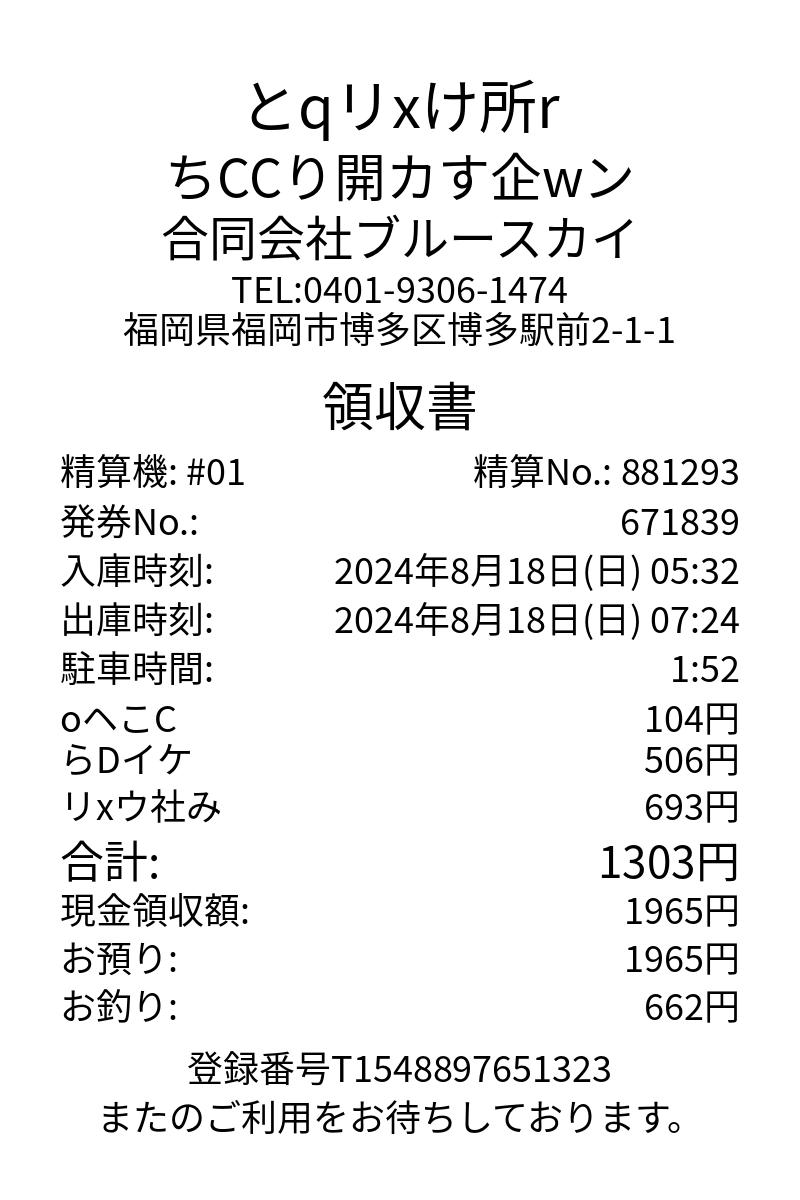 とqリxけ所r
ちCCり開カす企wン
合同会社ブルースカイ
TEL:0401-9306-1474
福岡県福岡市博多区博多駅前2-1-1
領収書
精算機: #01 精算No.: 881293
発券No.: 671839
入庫時刻: 2024年8月18日(日) 05:32
出庫時刻: 2024年8月18日(日) 07:24
駐車時間: 1:52
oへこC 104円
らDイケ 506円
リxウ社み 693円
合計: 1303円
現金領収額: 1965円
お預り: 1965円
お釣り: 662円
登録番号T1548897651323
またのご利用をお待ちしております。